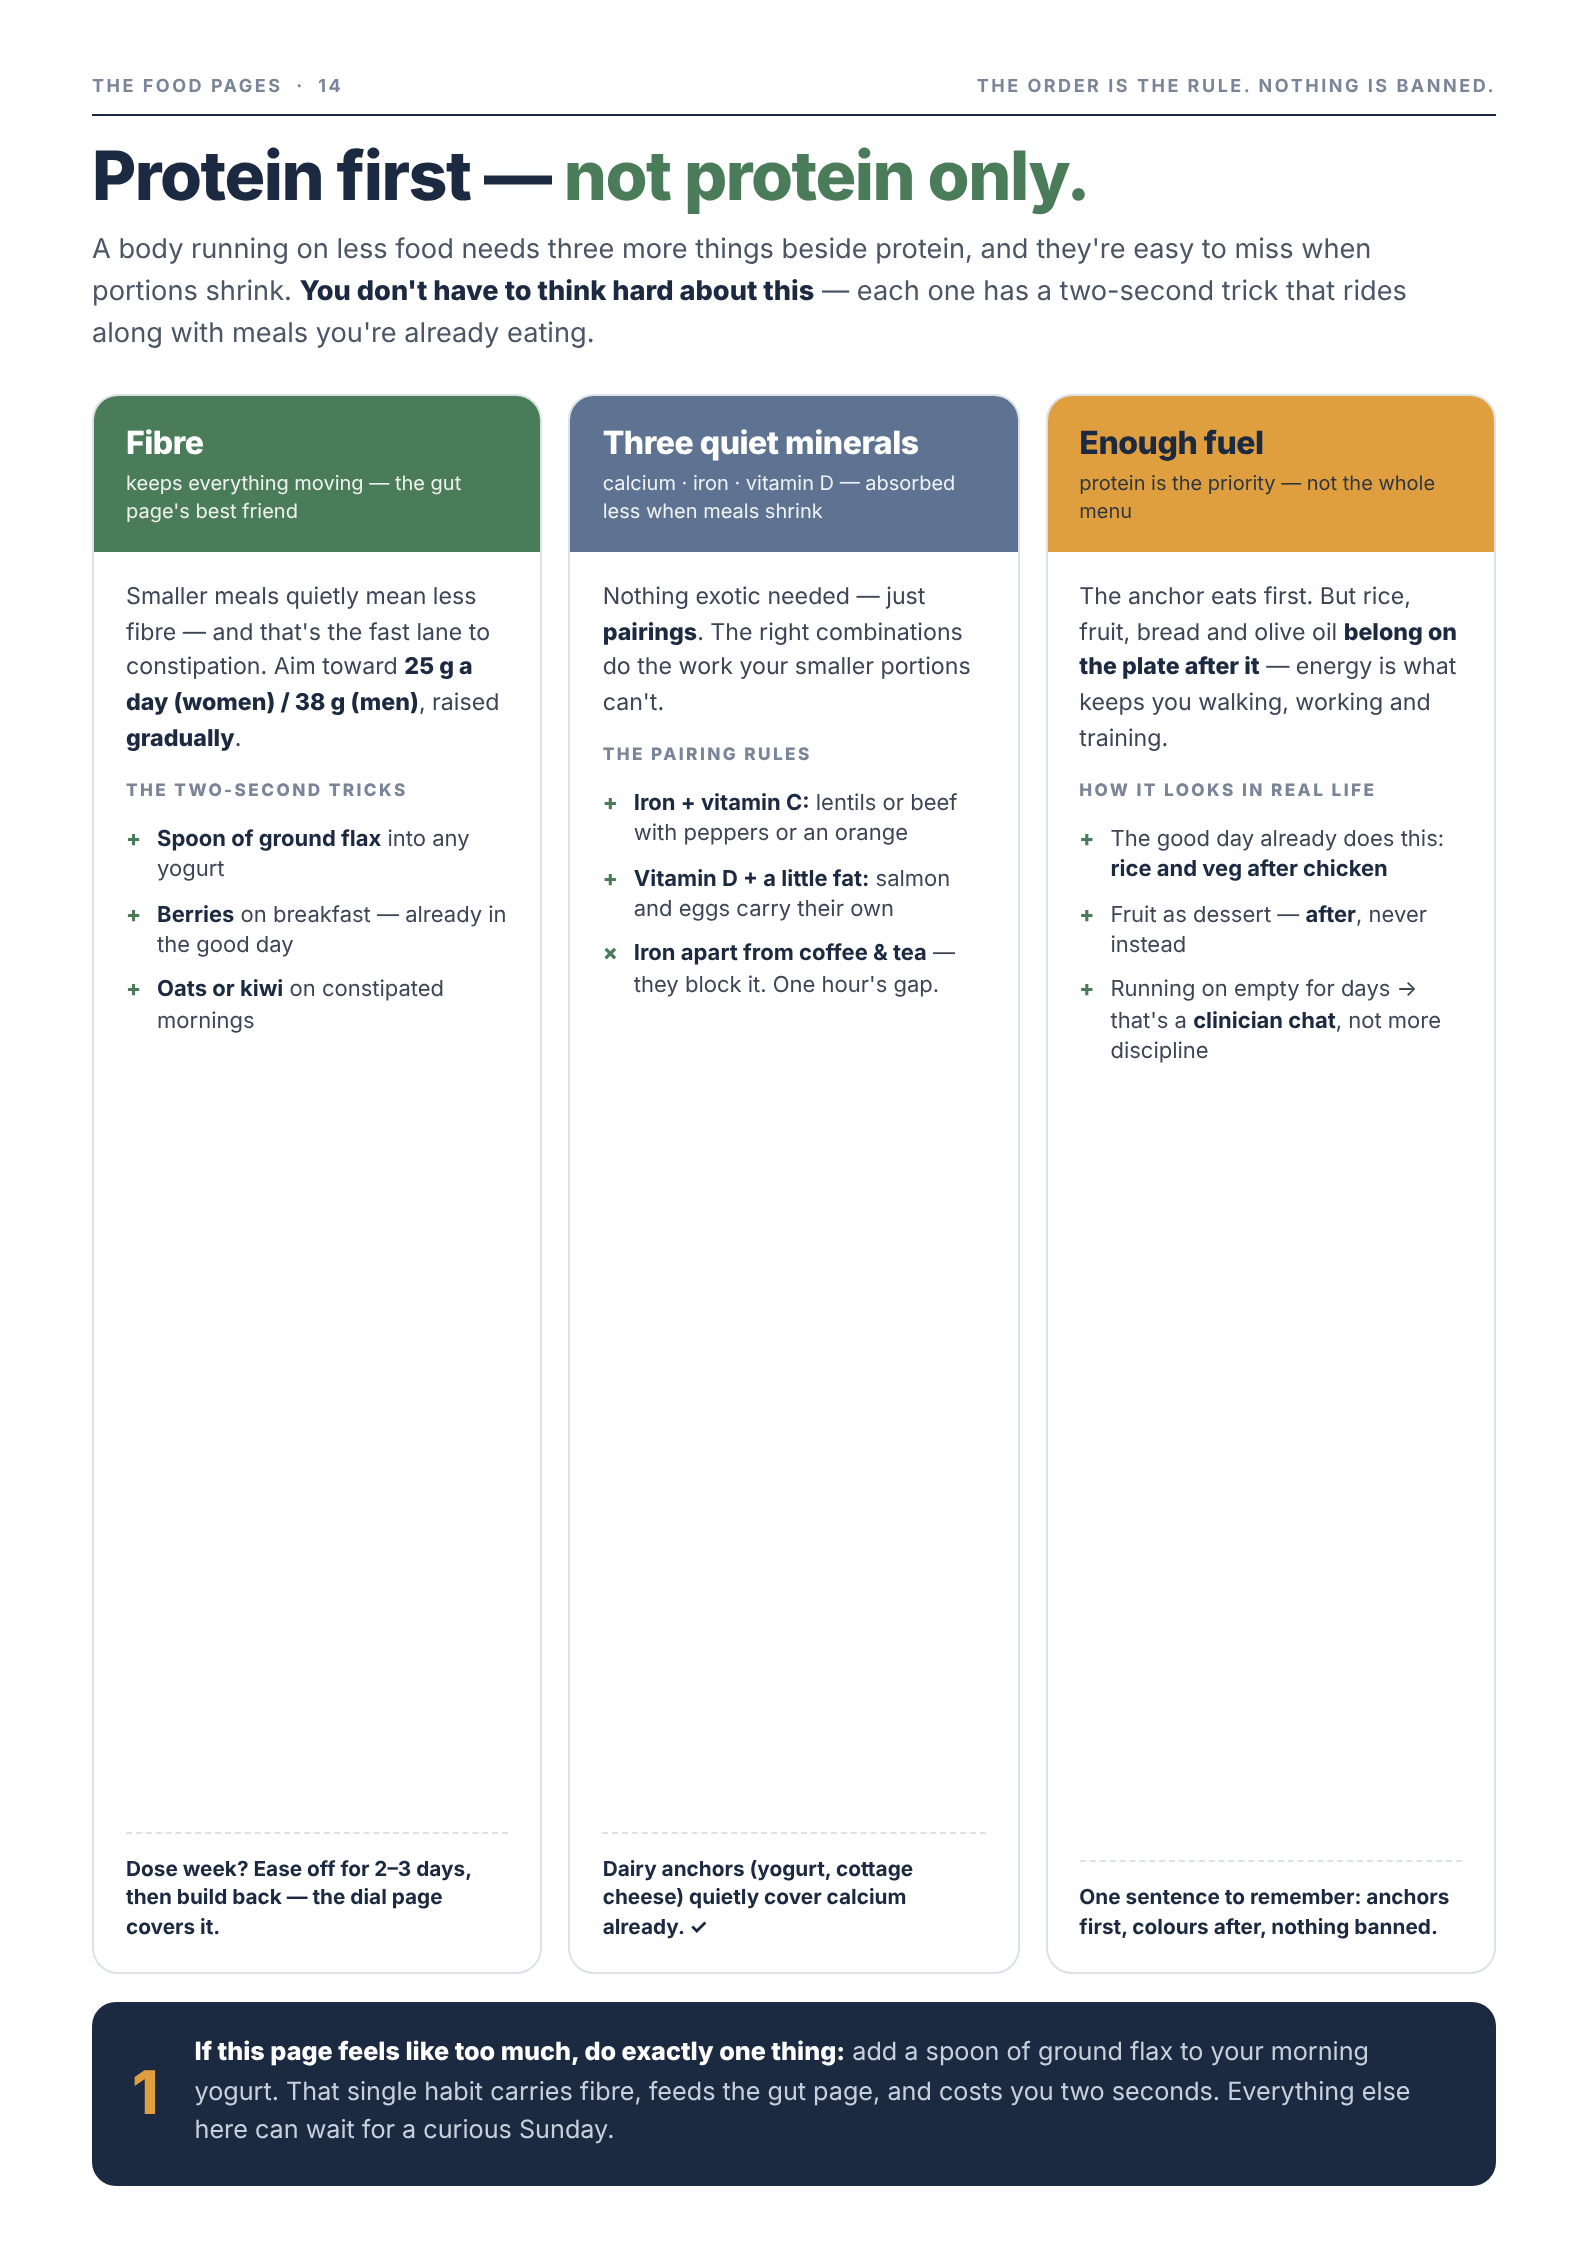 THE FOOD PAGES · 14
THE ORDER IS THE RULE. NOTHING IS BANNED.
Protein first — not protein only.
A body running on less food needs three more things beside protein, and they're easy to miss when
portions shrink. You don't have to think hard about this — each one has a two-second trick that rides
along with meals you're already eating.
Fibre
keeps everything moving — the gut
page's best friend
Smaller meals quietly mean less
fibre — and that's the fast lane to
constipation. Aim toward 25 g a
day (women) / 38 g (men), raised
gradually.
THE TWO-SECOND TRICKS
+ Spoon of ground flax into any
yogurt
+ Berries on breakfast — already in
the good day
+ Oats or kiwi on constipated
mornings
Dose week? Ease off for 2–3 days,
then build back — the dial page
covers it.
Three quiet minerals
calcium · iron · vitamin D — absorbed
less when meals shrink
Nothing exotic needed — just
pairings. The right combinations
do the work your smaller portions
can't.
THE PAIRING RULES
+ Iron + vitamin C: lentils or beef
with peppers or an orange
+ Vitamin D + a little fat: salmon
and eggs carry their own
× Iron apart from coffee & tea —
they block it. One hour's gap.
Dairy anchors (yogurt, cottage
cheese) quietly cover calcium
already. ✓
Enough fuel
protein is the priority — not the whole
menu
The anchor eats first. But rice,
fruit, bread and olive oil belong on
the plate after it — energy is what
keeps you walking, working and
training.
HOW IT LOOKS IN REAL LIFE
+ The good day already does this:
rice and veg after chicken
+ Fruit as dessert — after, never
instead
+ Running on empty for days →
that's a clinician chat, not more
discipline
One sentence to remember: anchors
first, colours after, nothing banned.
1
If this page feels like too much, do exactly one thing: add a spoon of ground flax to your morning
yogurt. That single habit carries fibre, feeds the gut page, and costs you two seconds. Everything else
here can wait for a curious Sunday.